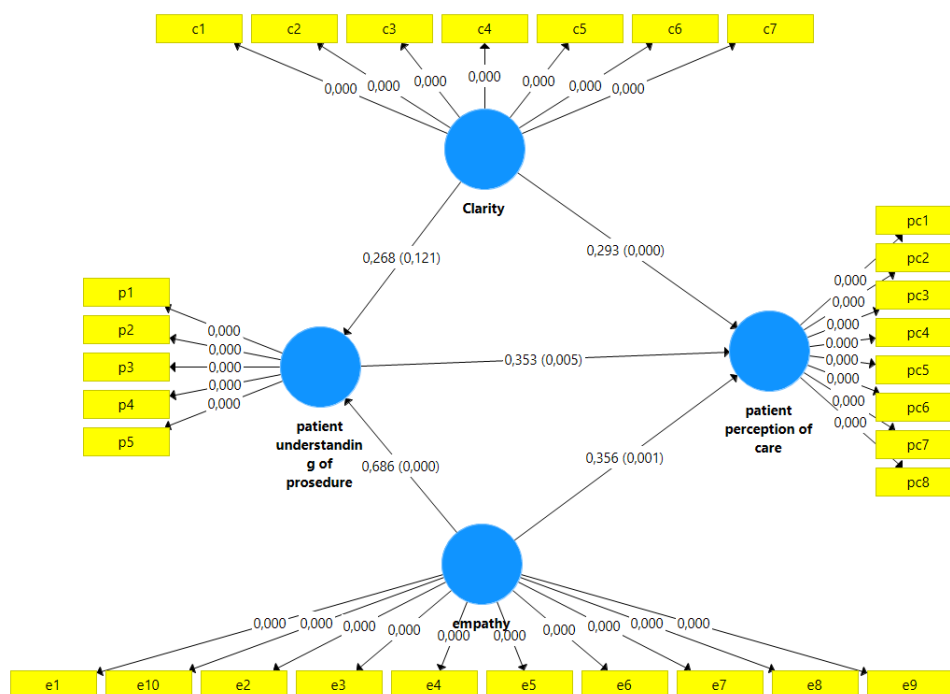 c1
c2
c3
c4
c5
c6
c7
0,000
0,000
0,000
0,000
0,000
0,000
0,000
Clarity
0,268 (0,121)
0,293 (0,000)
pc1
pc2
pc3
pc4
pc5
pc6
pc7
pc8
0,000
0,000
0,000
0,000
0,000
0,000
0,000
0,000
p1
p2
p3
p4
p5
0,000
0,000
0,000
0,000
0,000
0,353 (0,005)
patient
understandin
g of
prosedure
patient
perception of
care
0,686 (0,000)
0,356 (0,001)
empathy
0,000
0,000
0,000
0,000
0,000
0,000
0,000
0,000
0,000
0,000
e1
e10
e2
e3
e4
e5
e6
e7
e8
e9